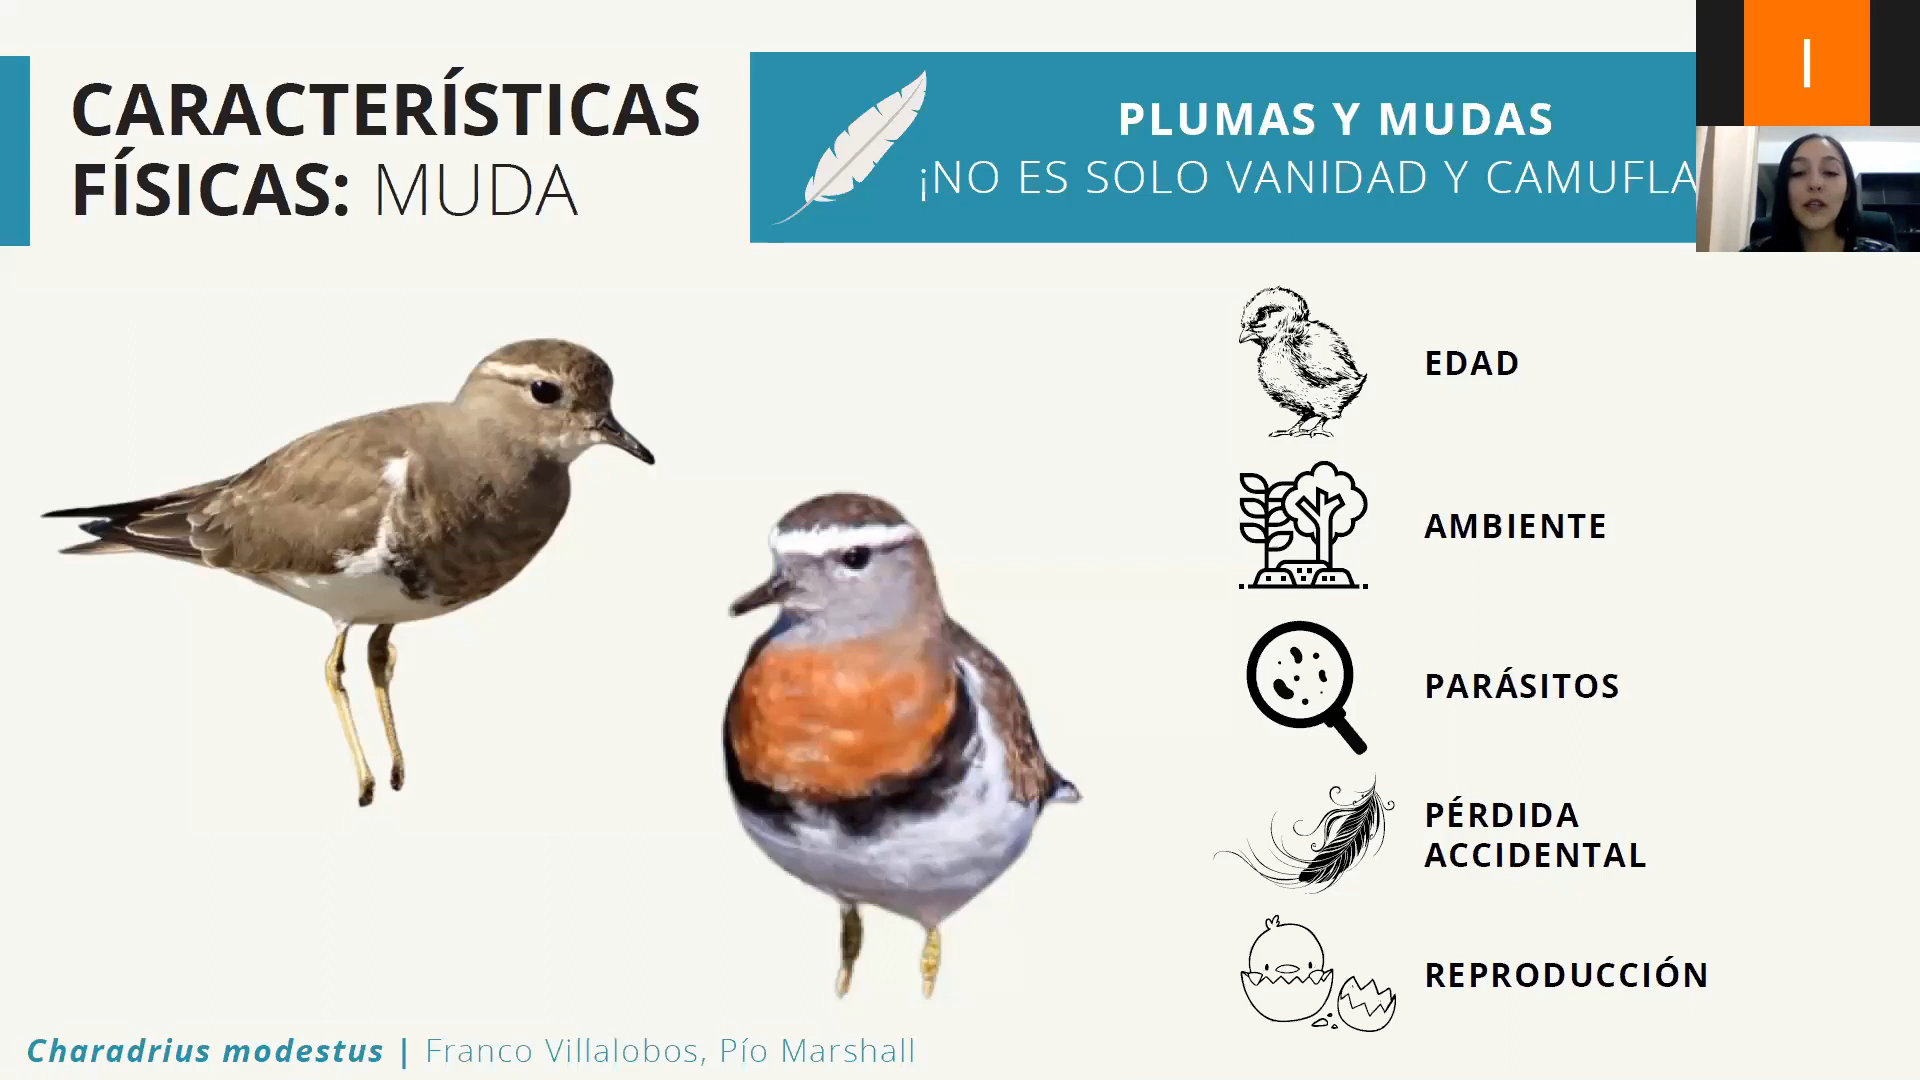 CARACTERÍSTICAS
FÍSICAS: MUDA
PLUMAS Y MUDAS
¡NO ES SOLO VANIDAD Y CAMUFLA
I
EDAD
AMBIENTE
PARÁSITOS
PÉRDIDA
ACCIDENTAL
REPRODUCCIÓN
Charadrius modestus | Franco Villalobos, Pío Marshall